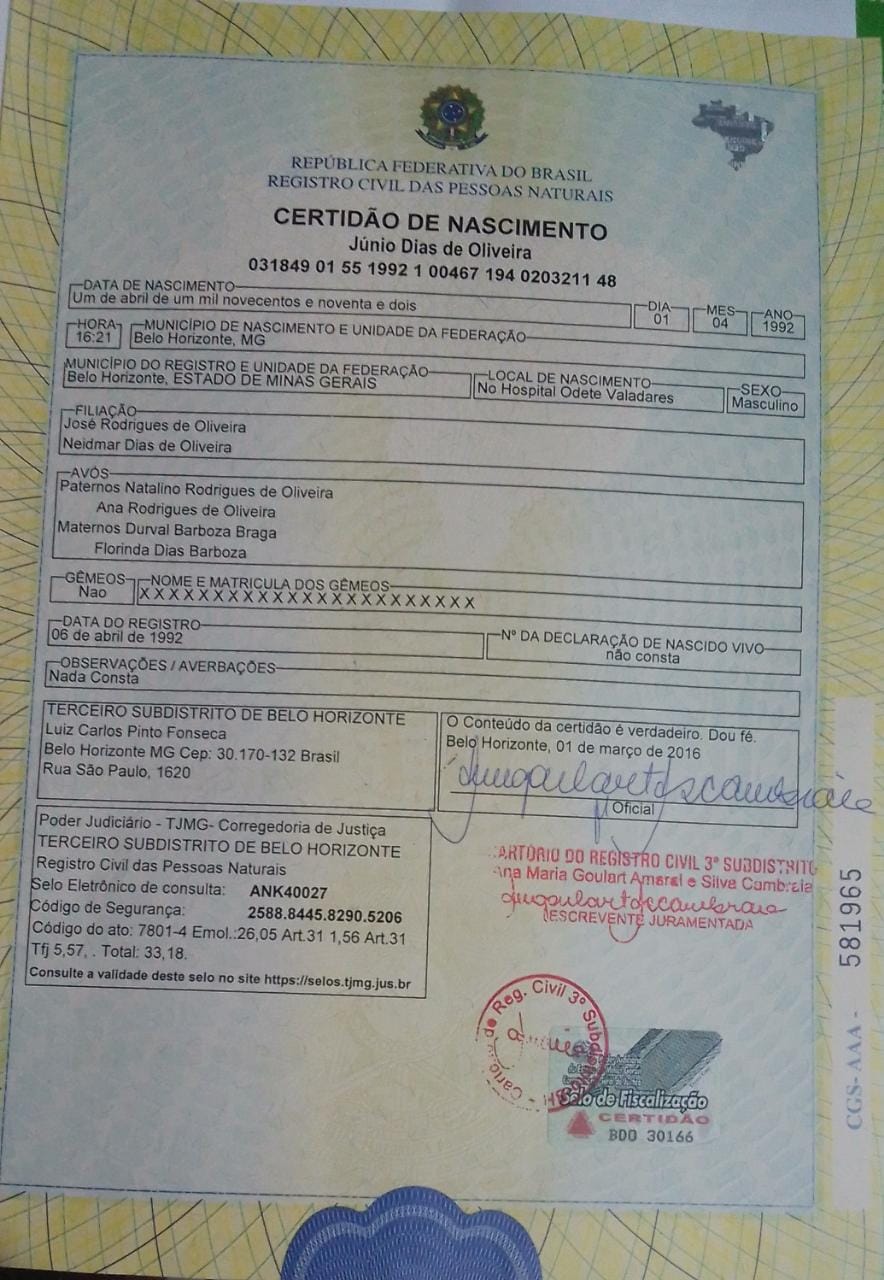 REPÚBLICA FEDERATIVA DO BRASIL
REGISTRO CIVIL DAS PESSOAS NATURAIS
CERTIDÃO DE NASCIMENTO
Júnio Dias de Oliveira
031849 01 55 1992 1 00467 194 0203211 48
DATA DE NASCIMENTO
Um de abril de um mil novecentos e noventa e dois
DIA
01
MES
04
ANO
1992
HORA
16:21
MUNICÍPIO DE NASCIMENTO E UNIDADE DA FEDERAÇÃO
Belo Horizonte, MG
MUNICÍPIO DO REGISTRO E UNIDADE DA FEDERAÇÃO
Belo Horizonte, ESTADO DE MINAS GERAIS
LOCAL DE NASCIMENTO
No Hospital Odete Valadares
SEXO
Masculino
FILIAÇÃO
José Rodrigues de Oliveira
Neidmar Dias de Oliveira
AVÓS
Paternos Natalino Rodrigues de Oliveira
Ana Rodrigues de Oliveira
Maternos Durval Barboza Braga
Florinda Dias Barboza
GÊMEOS
Nao
NOME E MATRICULA DOS GÊMEOS
X X X X X X X X X X X X X X X X X X X X X X X
DATA DO REGISTRO
06 de abril de 1992
Nº DA DECLARAÇÃO DE NASCIDO VIVO
não consta
OBSERVAÇÕES / AVERBAÇÕES
Nada Consta
TERCEIRO SUBDISTRITO DE BELO HORIZONTE
Luiz Carlos Pinto Fonseca
Belo Horizonte MG Cep: 30.170-132 Brasil
Rua São Paulo, 1620
O Conteúdo da certidão é verdadeiro. Dou fé.
Belo Horizonte, 01 de março de 2016
Oficial
Poder Judiciário - TJMG- Corregedoria de Justiça
TERCEIRO SUBDISTRITO DE BELO HORIZONTE
Registro Civil das Pessoas Naturais
Selo Eletrônico de consulta: ANK40027
Código de Segurança: 2588.8445.8290.5206
Código do ato: 7801-4 Emol.:26,05 Art.31 1,56 Art.31
Tfj 5,57, . Total: 33,18.
Consulte a validade deste selo no site https://selos.tjmg.jus.br
CARTÓRIO DO REGISTRO CIVIL 3º SUBDISTRITO
Ana Maria Goulart Amaral e Silva Cambraia
ESCREVENTE JURAMENTADA
de Reg. Civil 3º
Selo de Fiscalização
CERTIDÃO
BDO 30166
CGS- AAA - 581965